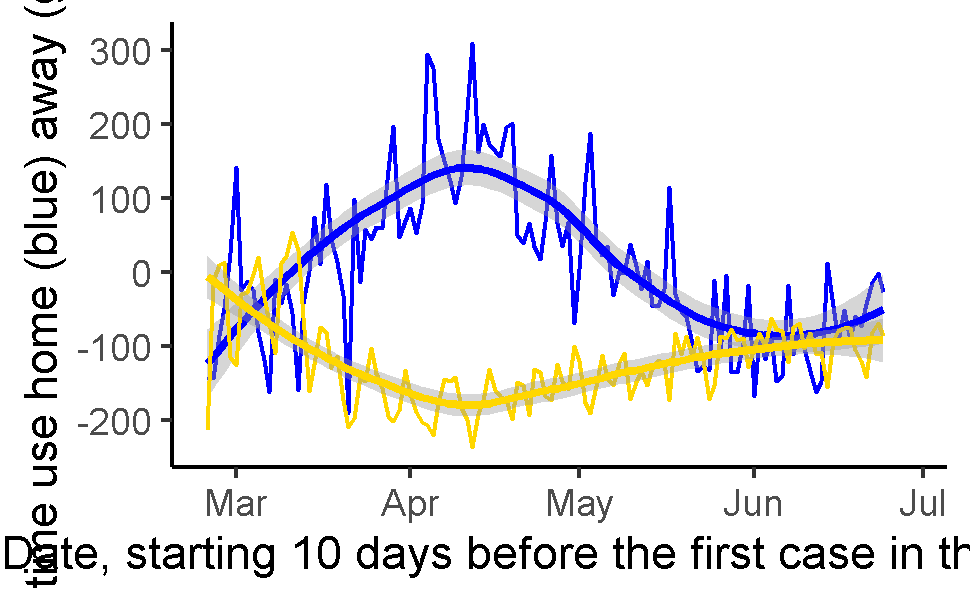 time use home (blue) away (
300
200
100
0
-100
-200
Mar Apr May Jun Jul
Date, starting 10 days before the first case in th